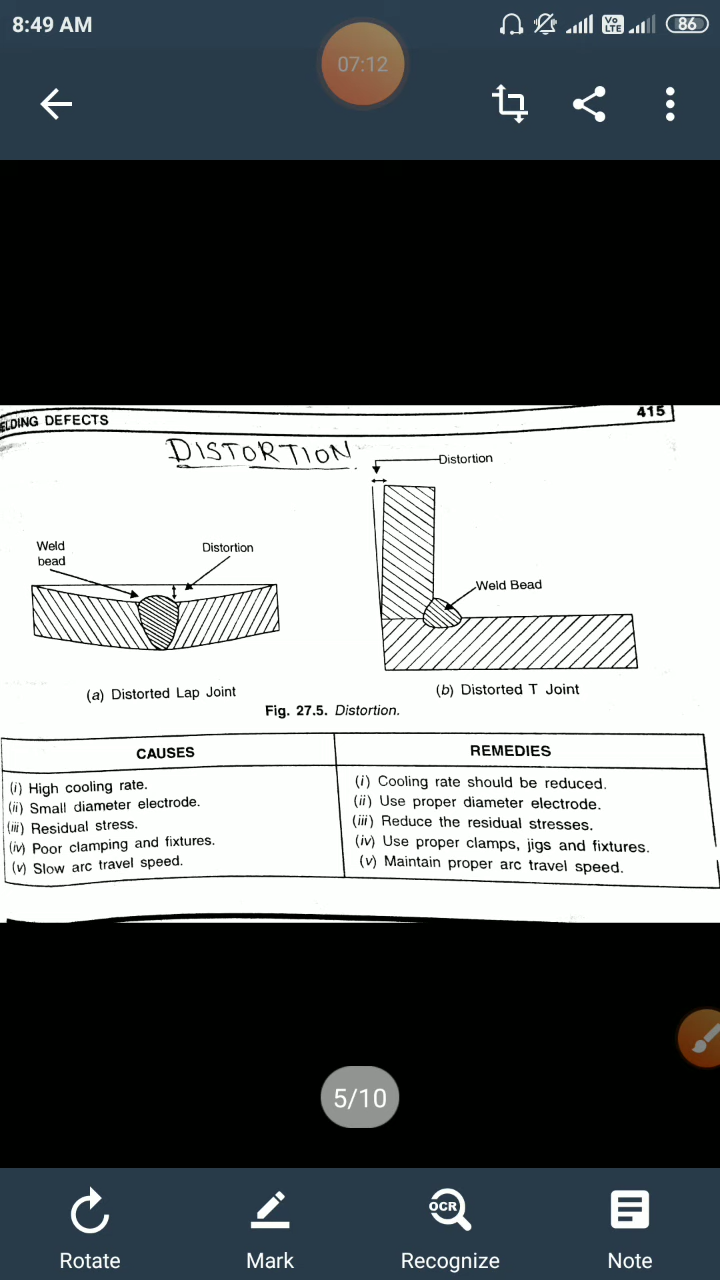 8:49 AM
Vo
LTE
86
07:12
ELDING DEFECTS
415
DISTORTION
Distortion
Weld
bead
Distortion
Weld Bead
(a) Distorted Lap Joint
(b) Distorted T Joint
Fig. 27.5. Distortion.
CAUSES
(i) High cooling rate.
(ii) Small diameter electrode.
(iii) Residual stress.
(iv) Poor clamping and fixtures.
(v) Slow arc travel speed.
REMEDIES
(i) Cooling rate should be reduced.
(ii) Use proper diameter electrode.
(iii) Reduce the residual stresses.
(iv) Use proper clamps, jigs and fixtures.
(v) Maintain proper arc travel speed.
5/10
OCR
Rotate
Mark
Recognize
Note